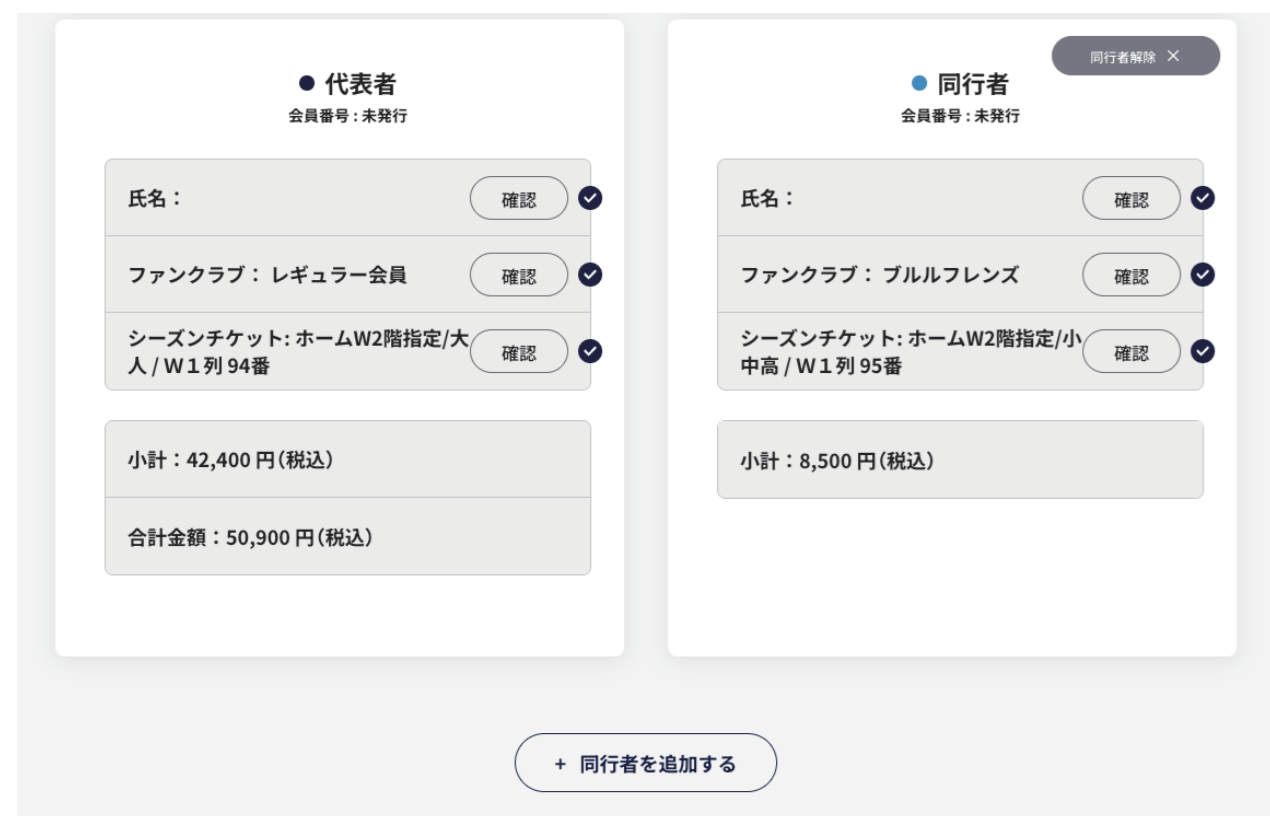 ● 代表者
会員番号 : 未発行
氏名：
確認
ファンクラブ： レギュラー会員
確認
シーズンチケット: ホームW2階指定/大
人 / W１列 94番
確認
小計：42,400 円（税込）
合計金額：50,900 円（税込）
同行者解除 ×
● 同行者
会員番号 : 未発行
氏名：
確認
ファンクラブ： ブルルフレンズ
確認
シーズンチケット: ホームW2階指定/小
中高 / W１列 95番
確認
小計：8,500 円（税込）
+ 同行者を追加する